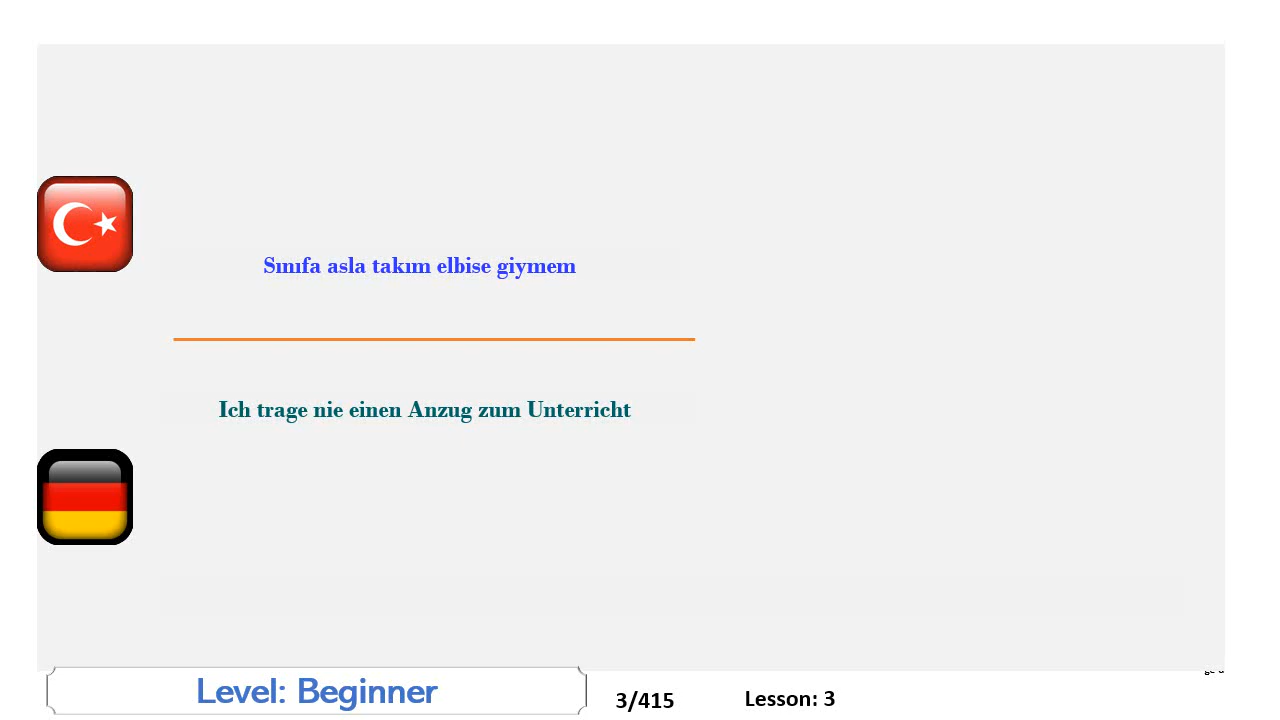 Sınıfa asla takım elbise giymem
Ich trage nie einen Anzug zum Unterricht
Level: Beginner
3/415
Lesson: 3